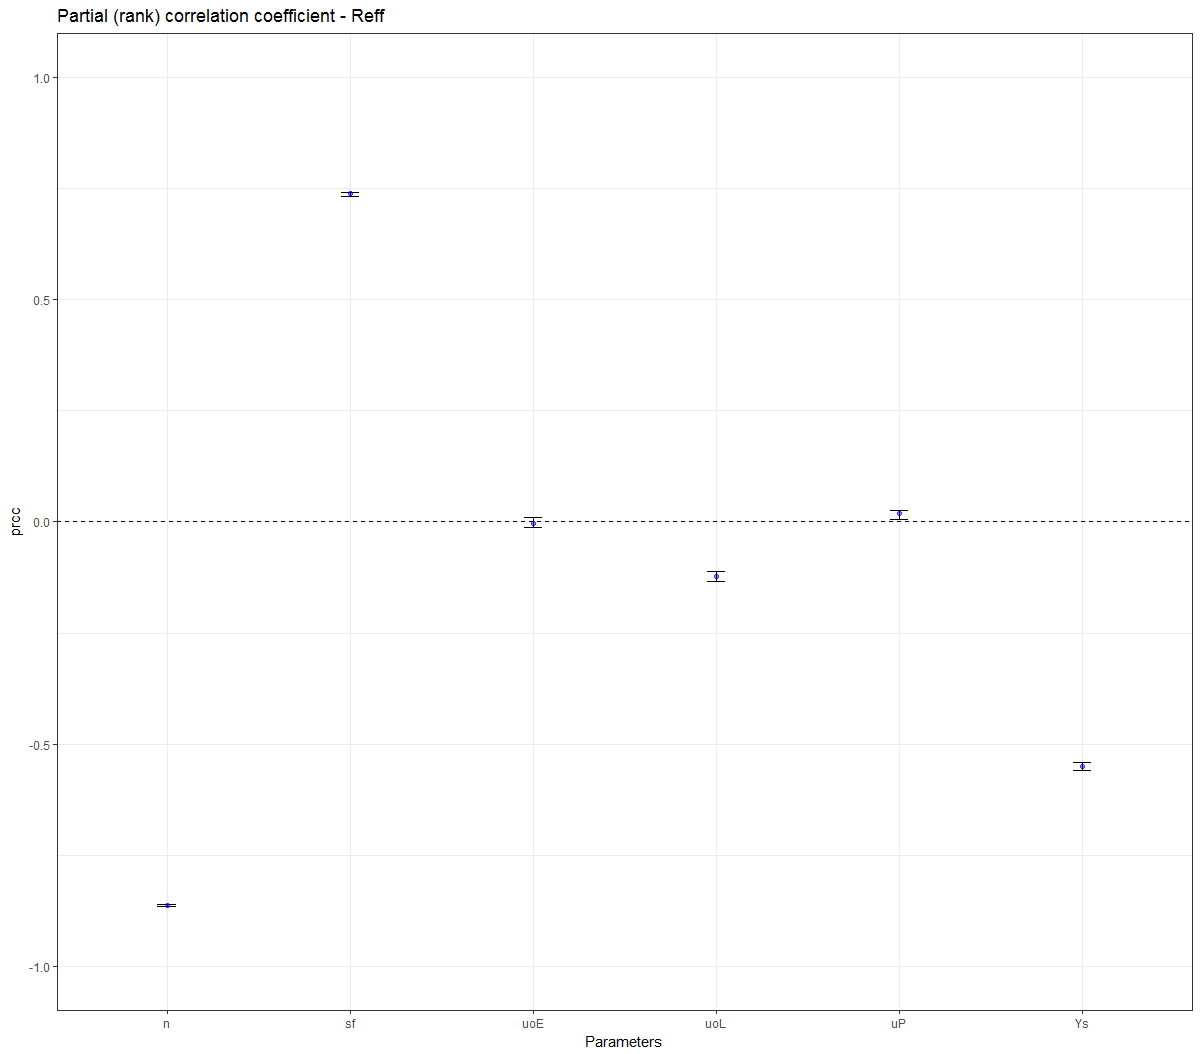 Partial (rank) correlation coefficient - Reff
1.0
0.5
0.0
-0.5
-1.0
prcc
n sf uoE uoL uP Ys
Parameters